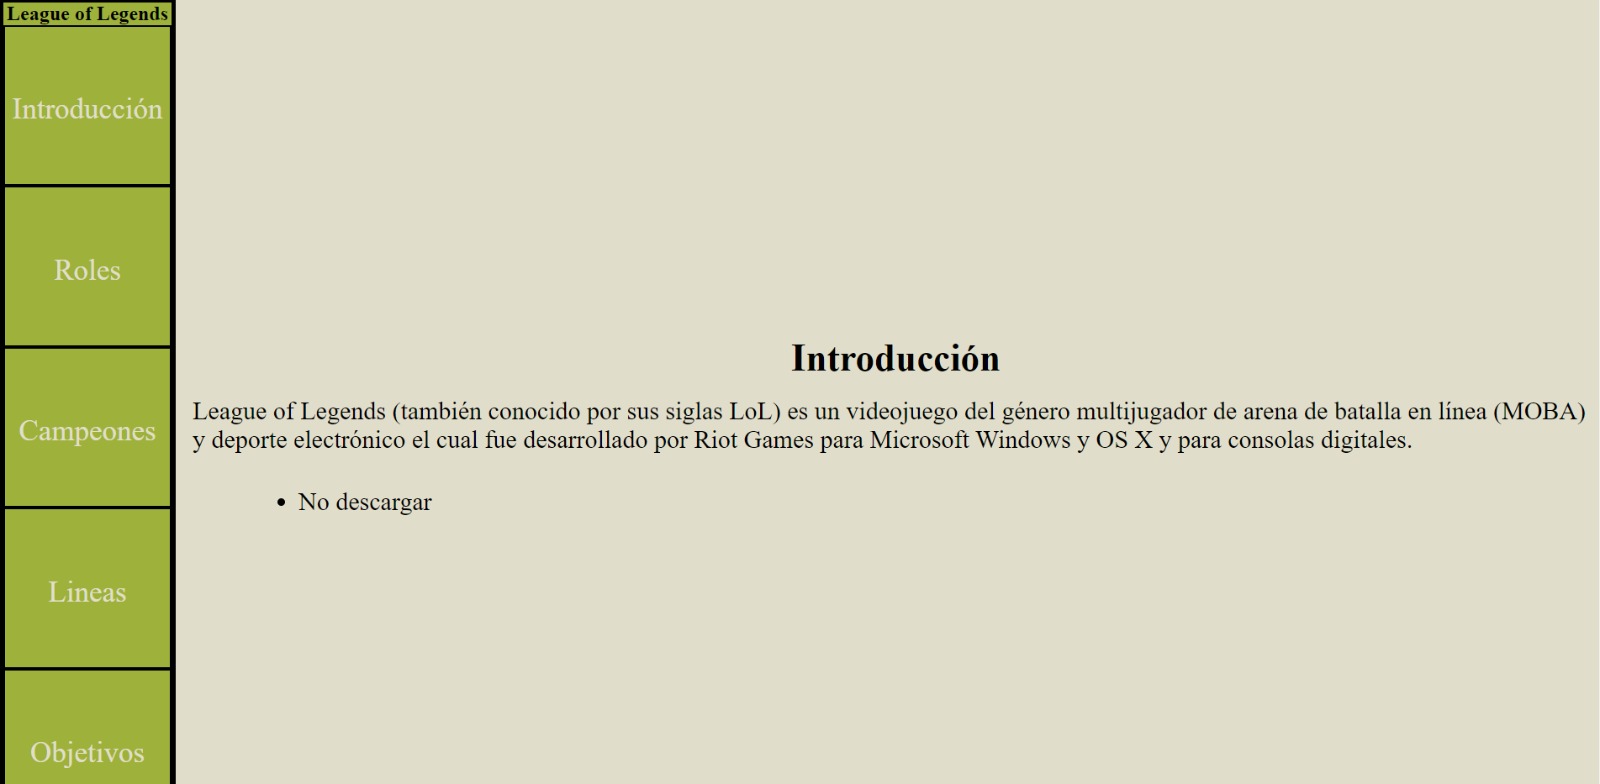 League of Legends
Introducción
Roles
Campeones
Lineas
Objetivos
Introducción
League of Legends (también conocido por sus siglas LoL) es un videojuego del género multijugador de arena de batalla en línea (MOBA)
y deporte electrónico el cual fue desarrollado por Riot Games para Microsoft Windows y OS X y para consolas digitales.
• No descargar